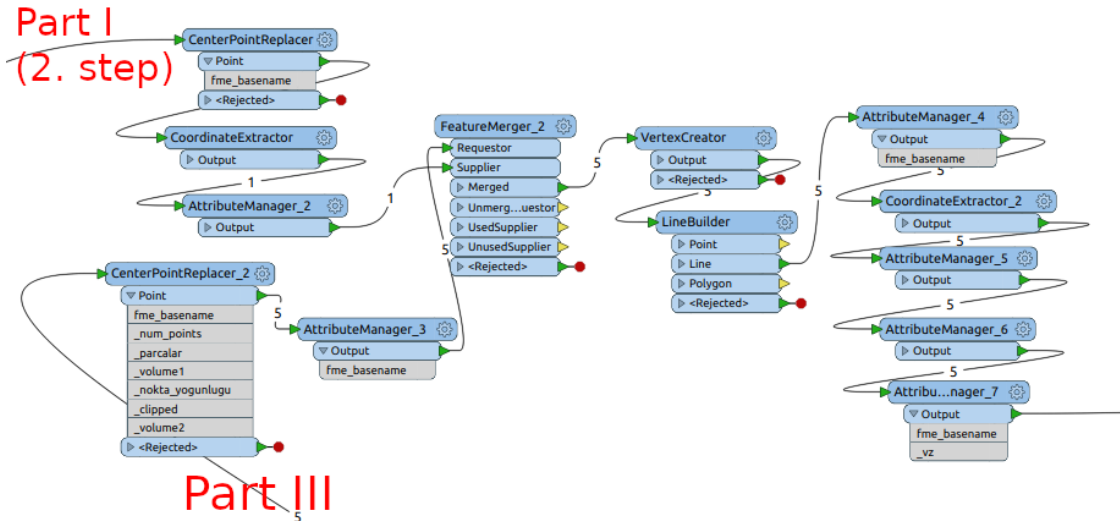 Part I
(2. step)
CenterPointReplacer
Point
fme_basename
<Rejected>
CoordinateExtractor
Output
1
AttributeManager_2
Output
1
CenterPointReplacer_2
Point
fme_basename
_num_points
_parcalar
_volume1
_nokta_yogunlugu
_clipped
_volume2
<Rejected>
Part III
5
5
AttributeManager_3
Output
fme_basename
5
FeatureMerger_2
Requestor
Supplier
Merged
Unmerg...uestor
UsedSupplier
UnusedSupplier
<Rejected>
5
VertexCreator
Output
<Rejected>
5
LineBuilder
Point
Line
Polygon
<Rejected>
5
AttributeManager_4
Output
fme_basename
5
CoordinateExtractor_2
Output
5
AttributeManager_5
Output
5
AttributeManager_6
Output
5
Attribu...nager_7
Output
fme_basename
_vz